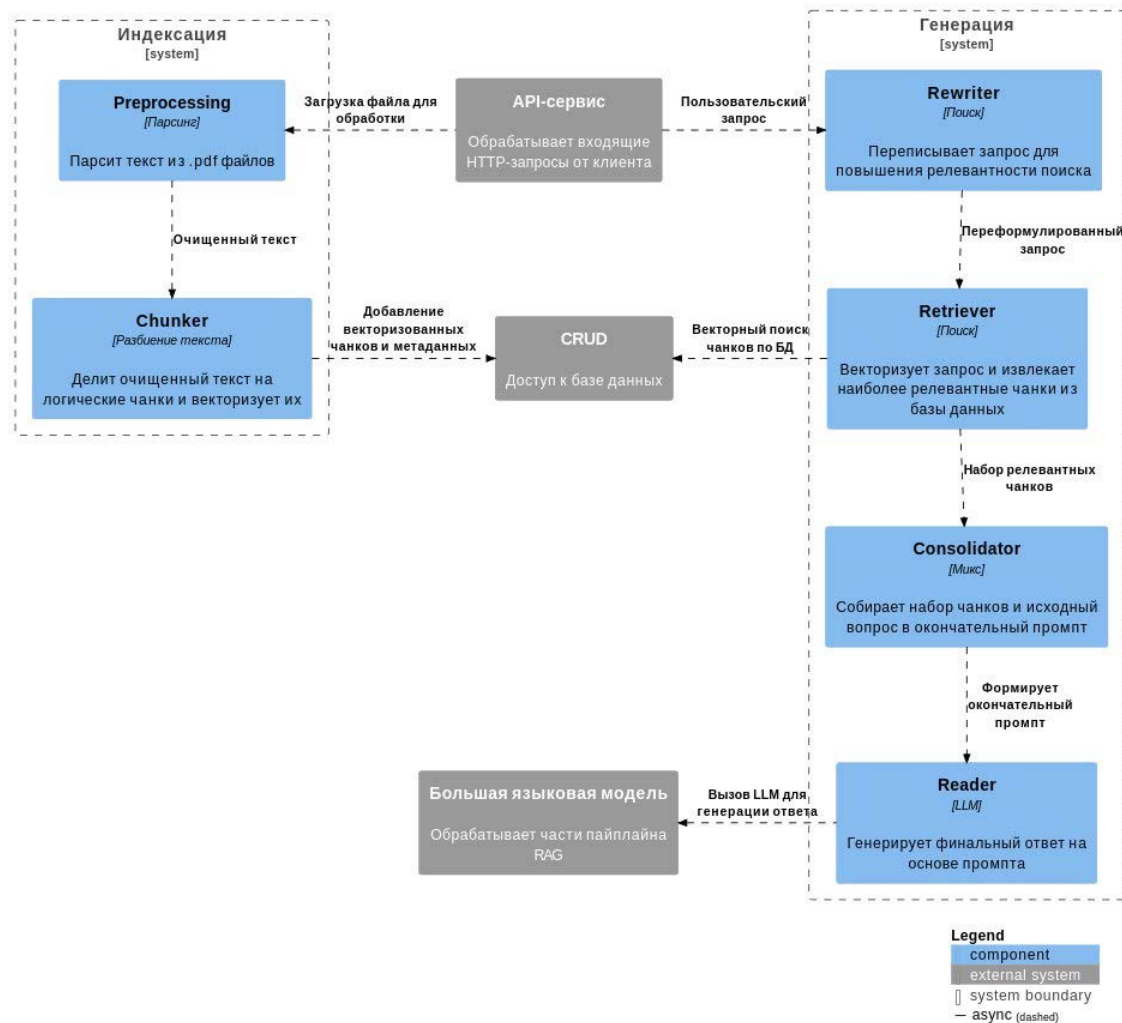 Индексация
[system]
Preprocessing
[Парсинг]
Парсит текст из .pdf файлов
Очищенный текст
Chunker
[Разбиение текста]
Делит очищенный текст на
логические чанки и векторизует их
Загрузка файла для
обработки
API-сервис
Обрабатывает входящие
HTTP-запросы от клиента
Пользовательский
запрос
Добавление
векторизованных
чанков и метаданных
CRUD
Доступ к базе данных
Векторный поиск
чанков по БД
Генерация
[system]
Rewriter
[Поиск]
Переписывает запрос для
повышения релевантности поиска
Переформулированный
запрос
Retriever
[Поиск]
Векторизует запрос и извлекает
наиболее релевантные чанки из
базы данных
Набор релевантных
чанков
Consolidator
[Микс]
Собирает набор чанков и исходный
вопрос в окончательный промпт
Формирует
окончательный
промпт
Reader
[LLM]
Генерирует финальный ответ на
основе промпта
Вызов LLM для
генерации ответа
Большая языковая модель
Обрабатывает части пайплайна
RAG
Legend
component
external system
system boundary
async (dashed)